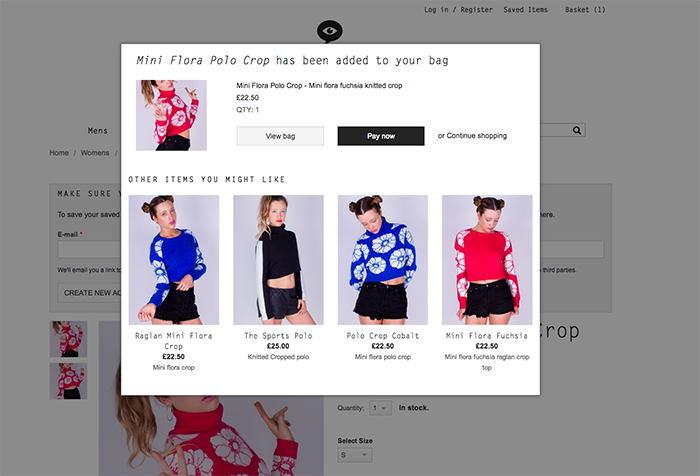 Log in / Register Saved Items Basket (1)
Mini Flora Polo Crop has been added to your bag
Mini Flora Polo Crop - Mini flora fuchsia knitted crop
£22.50
QTY: 1
View bag Pay now or Continue shopping
Mens
Home / Womens /
OTHER ITEMS YOU MIGHT LIKE
MAKE SURE
To save your saved
here.
E-mail *
We'll email you a link to
third parties.
CREATE NEW AC
Raglan Mini Flora
Crop
£22.50
Mini flora crop
The Sports Polo
£25.00
Knitted Cropped polo
Polo Crop Cobalt
£22.50
Mini flora polo crop
Mini Flora Fuchsia
£22.50
Mini flora fuchsia raglan crop
top
Crop
Quantity: 1 In stock.
Select Size
S